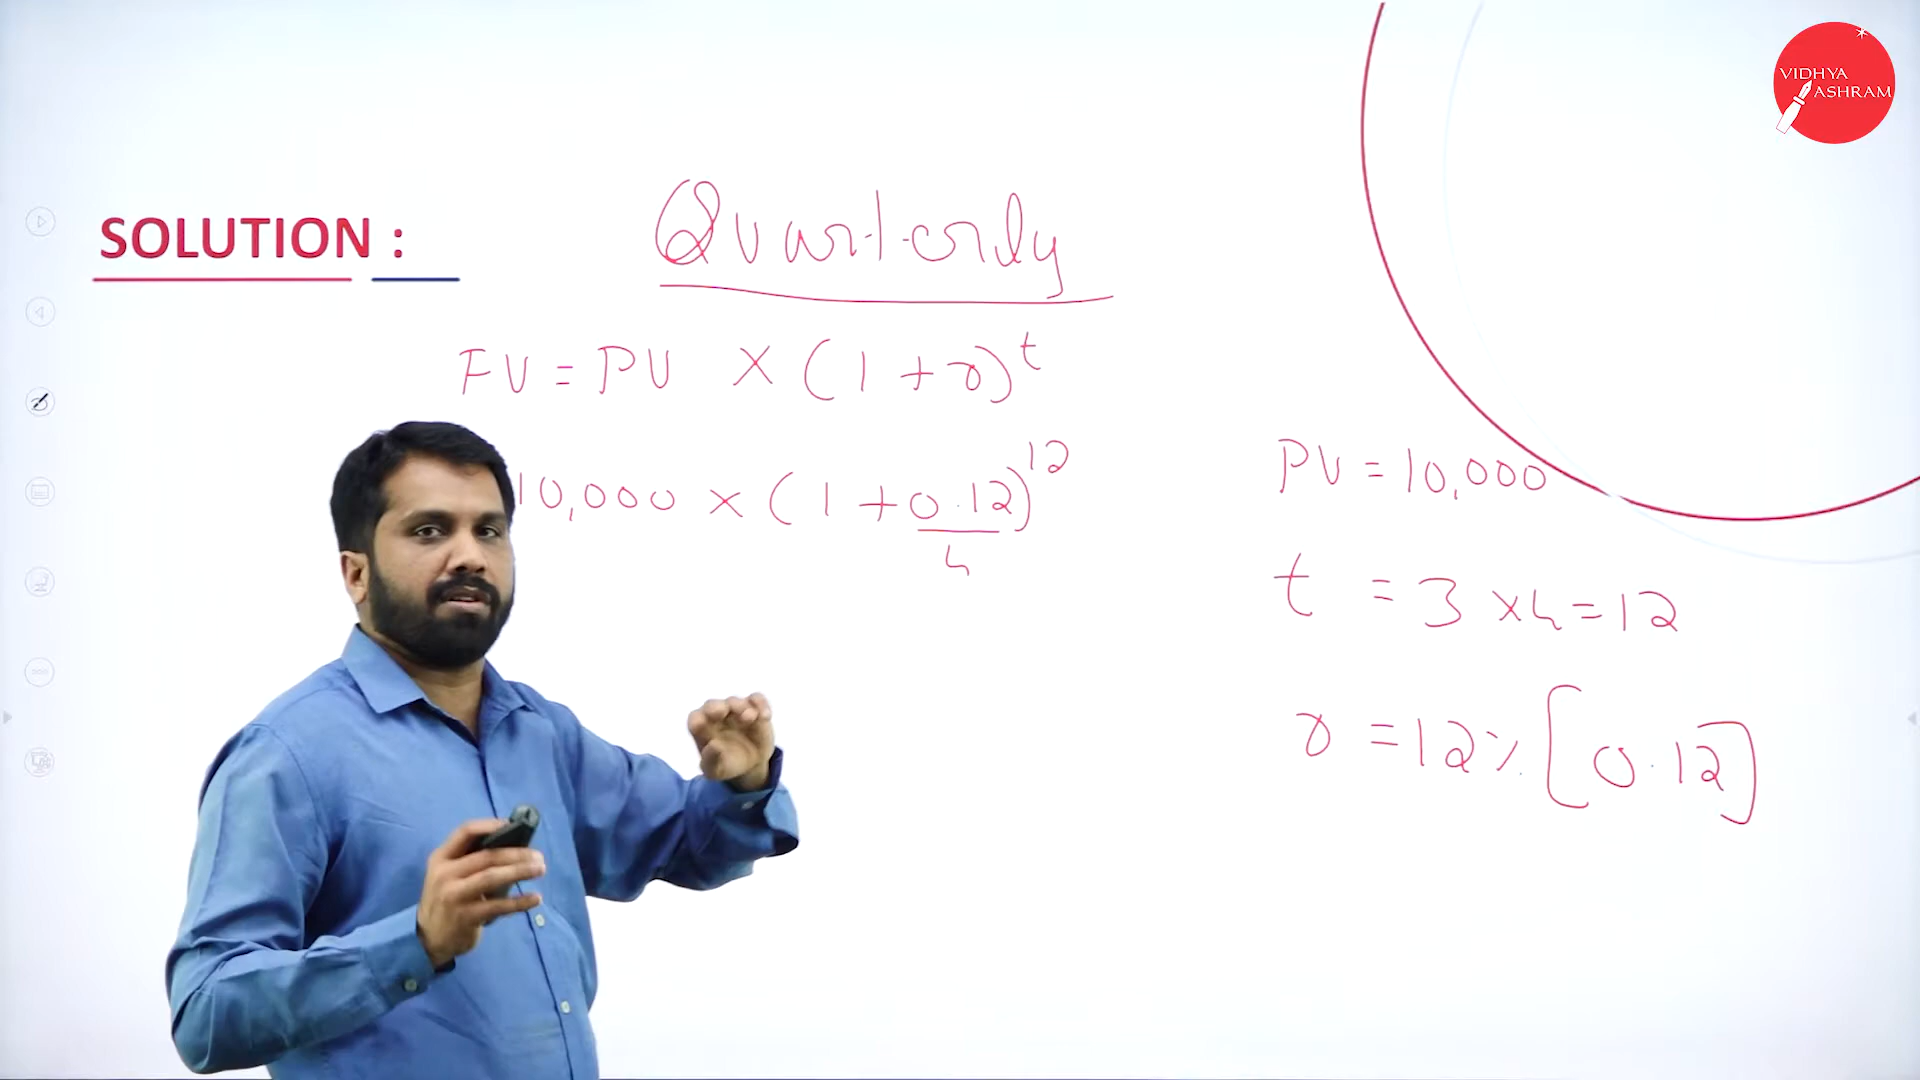 VIDHYA
ASHRAM
SOLUTION :
Quarterly
FV = PV × (1 + r)^t
10,000 × (1 + 0.12/4)^12
PV = 10,000
t = 3 × 4 = 12
r = 12% [0.12]